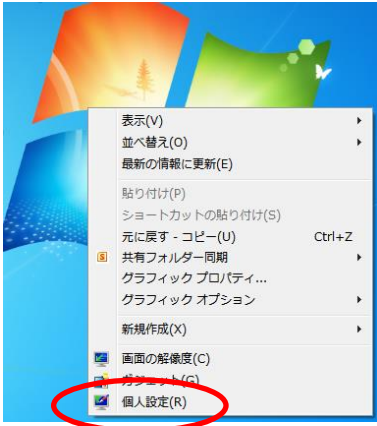 表示(V)
並べ替え(O)
最新の情報に更新(E)
貼り付け(P)
ショートカットの貼り付け(S)
元に戻す - コピー(U) Ctrl+Z
S 共有フォルダー同期
グラフィック プロパティ...
グラフィック オプション
新規作成(X)
画面の解像度(C)
ガジェット(G)
個人設定(R)